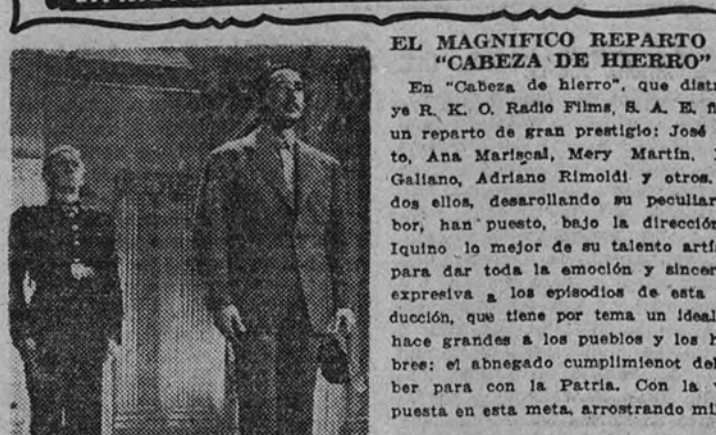 EL MAGNIFICO REPARTO
“CABEZA DE HIERRO”
En “Cabeza de hierro”, que distr
ye R. K. O. Radio Films, S. A. E, fi
un reparto de gran prestigio: José
to, Ana Mariscal, Mery Martín,
Galiano, Adriano Rimoldi y otros.
dos ellos, desarollando su peculiar
bor, han puesto, bajo la dirección
Iquino lo mejor de su talento artí
para dar toda la emoción y sincer
expresiva a los episodios de esta
ducción, que tiene por tema un ideal
hace grandes a los pueblos y los h
bres: el abnegado cumplimienot del
ber para con la Patria. Con la v
puesta en esta meta, arrostrando mil